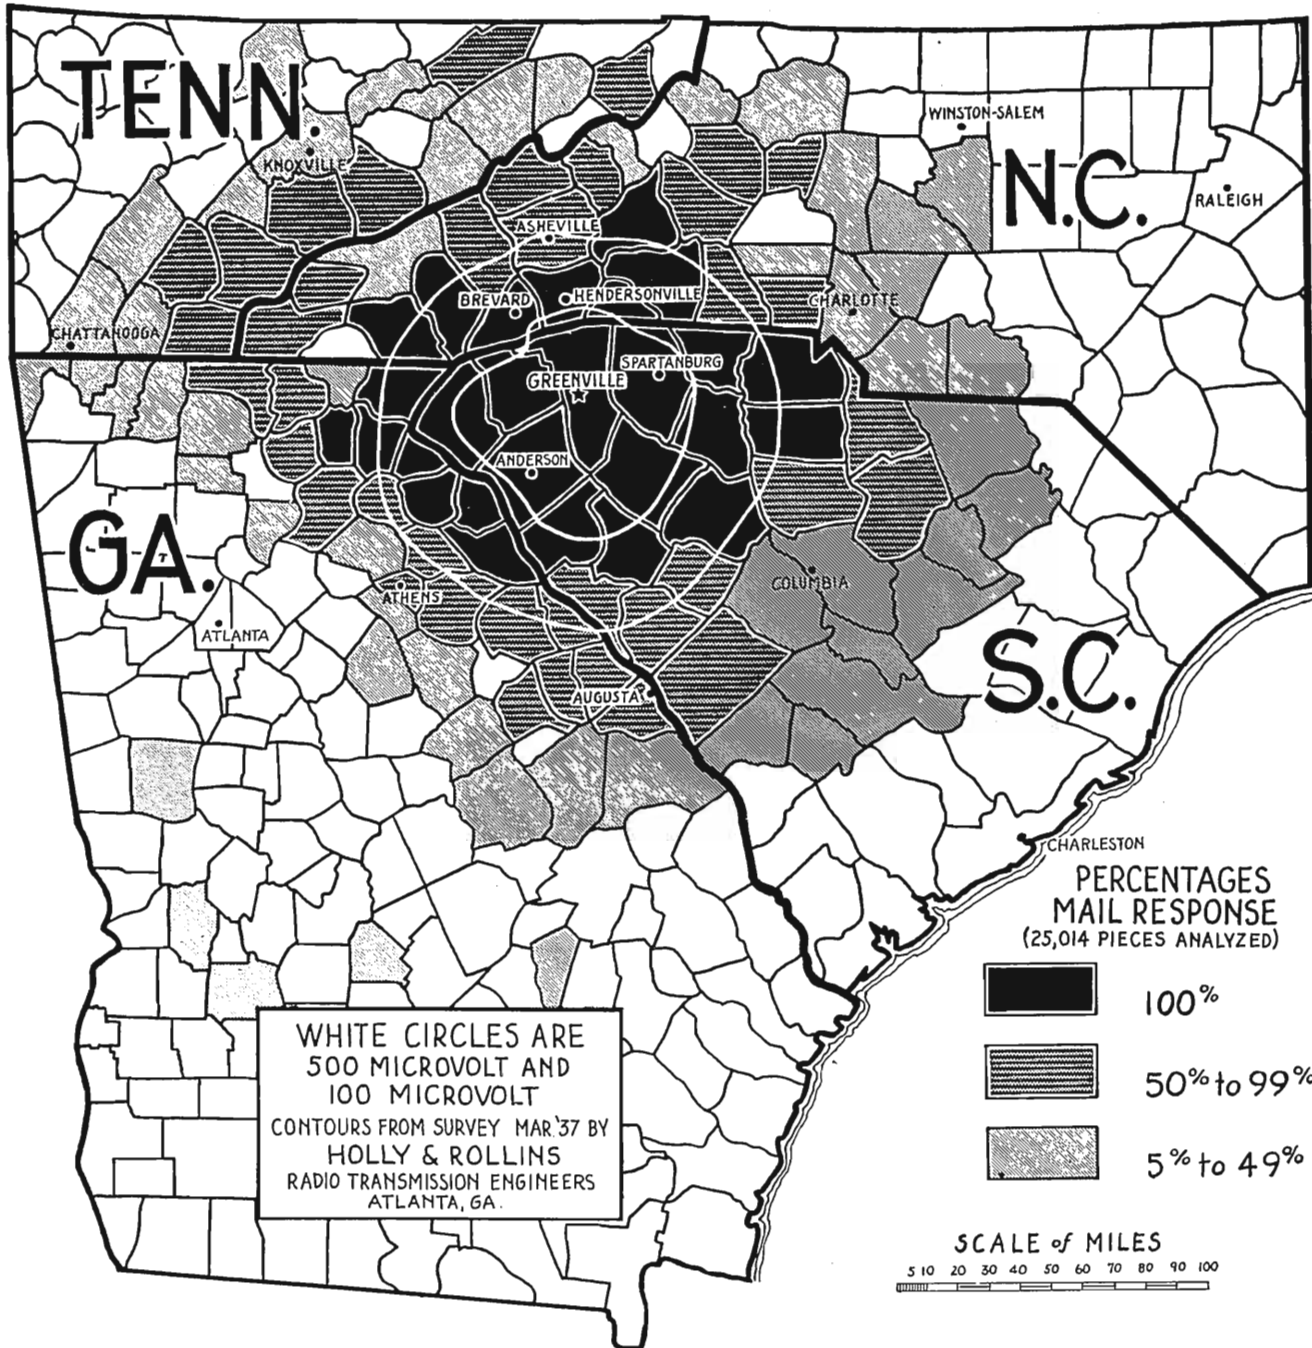 TENN.
KNOXVILLE
WINSTON-SALEM
N.C.
RALEIGH
ASHEVILLE
BREVARD
HENDERSONVILLE
CHARLOTTE
CHATTANOOGA
SPARTANBURG
GREENVILLE
ANDERSON
GA.
COLUMBIA
ATHENS
ATLANTA
S.C.
AUGUSTA
CHARLESTON
PERCENTAGES
MAIL RESPONSE
(25,014 PIECES ANALYZED)
100%
50% to 99%
5% to 49%
WHITE CIRCLES ARE
500 MICROVOLT AND
100 MICROVOLT
CONTOURS FROM SURVEY MAR.'37 BY
HOLLY & ROLLINS
RADIO TRANSMISSION ENGINEERS
ATLANTA, GA.
SCALE of MILES
5 10 20 30 40 50 60 70 80 90 100